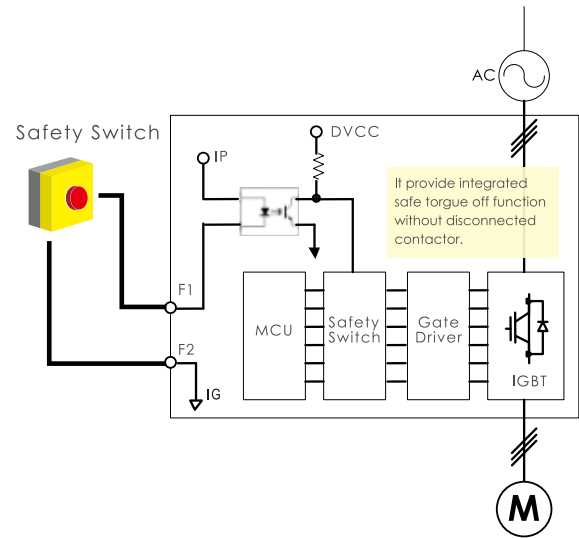 AC
Safety Switch
DVCC
IP
It provide integrated
safe torgue off function
without disconnected
contactor.
F1
MCU
Safety
Switch
Gate
Driver
F2
IG
IGBT
M